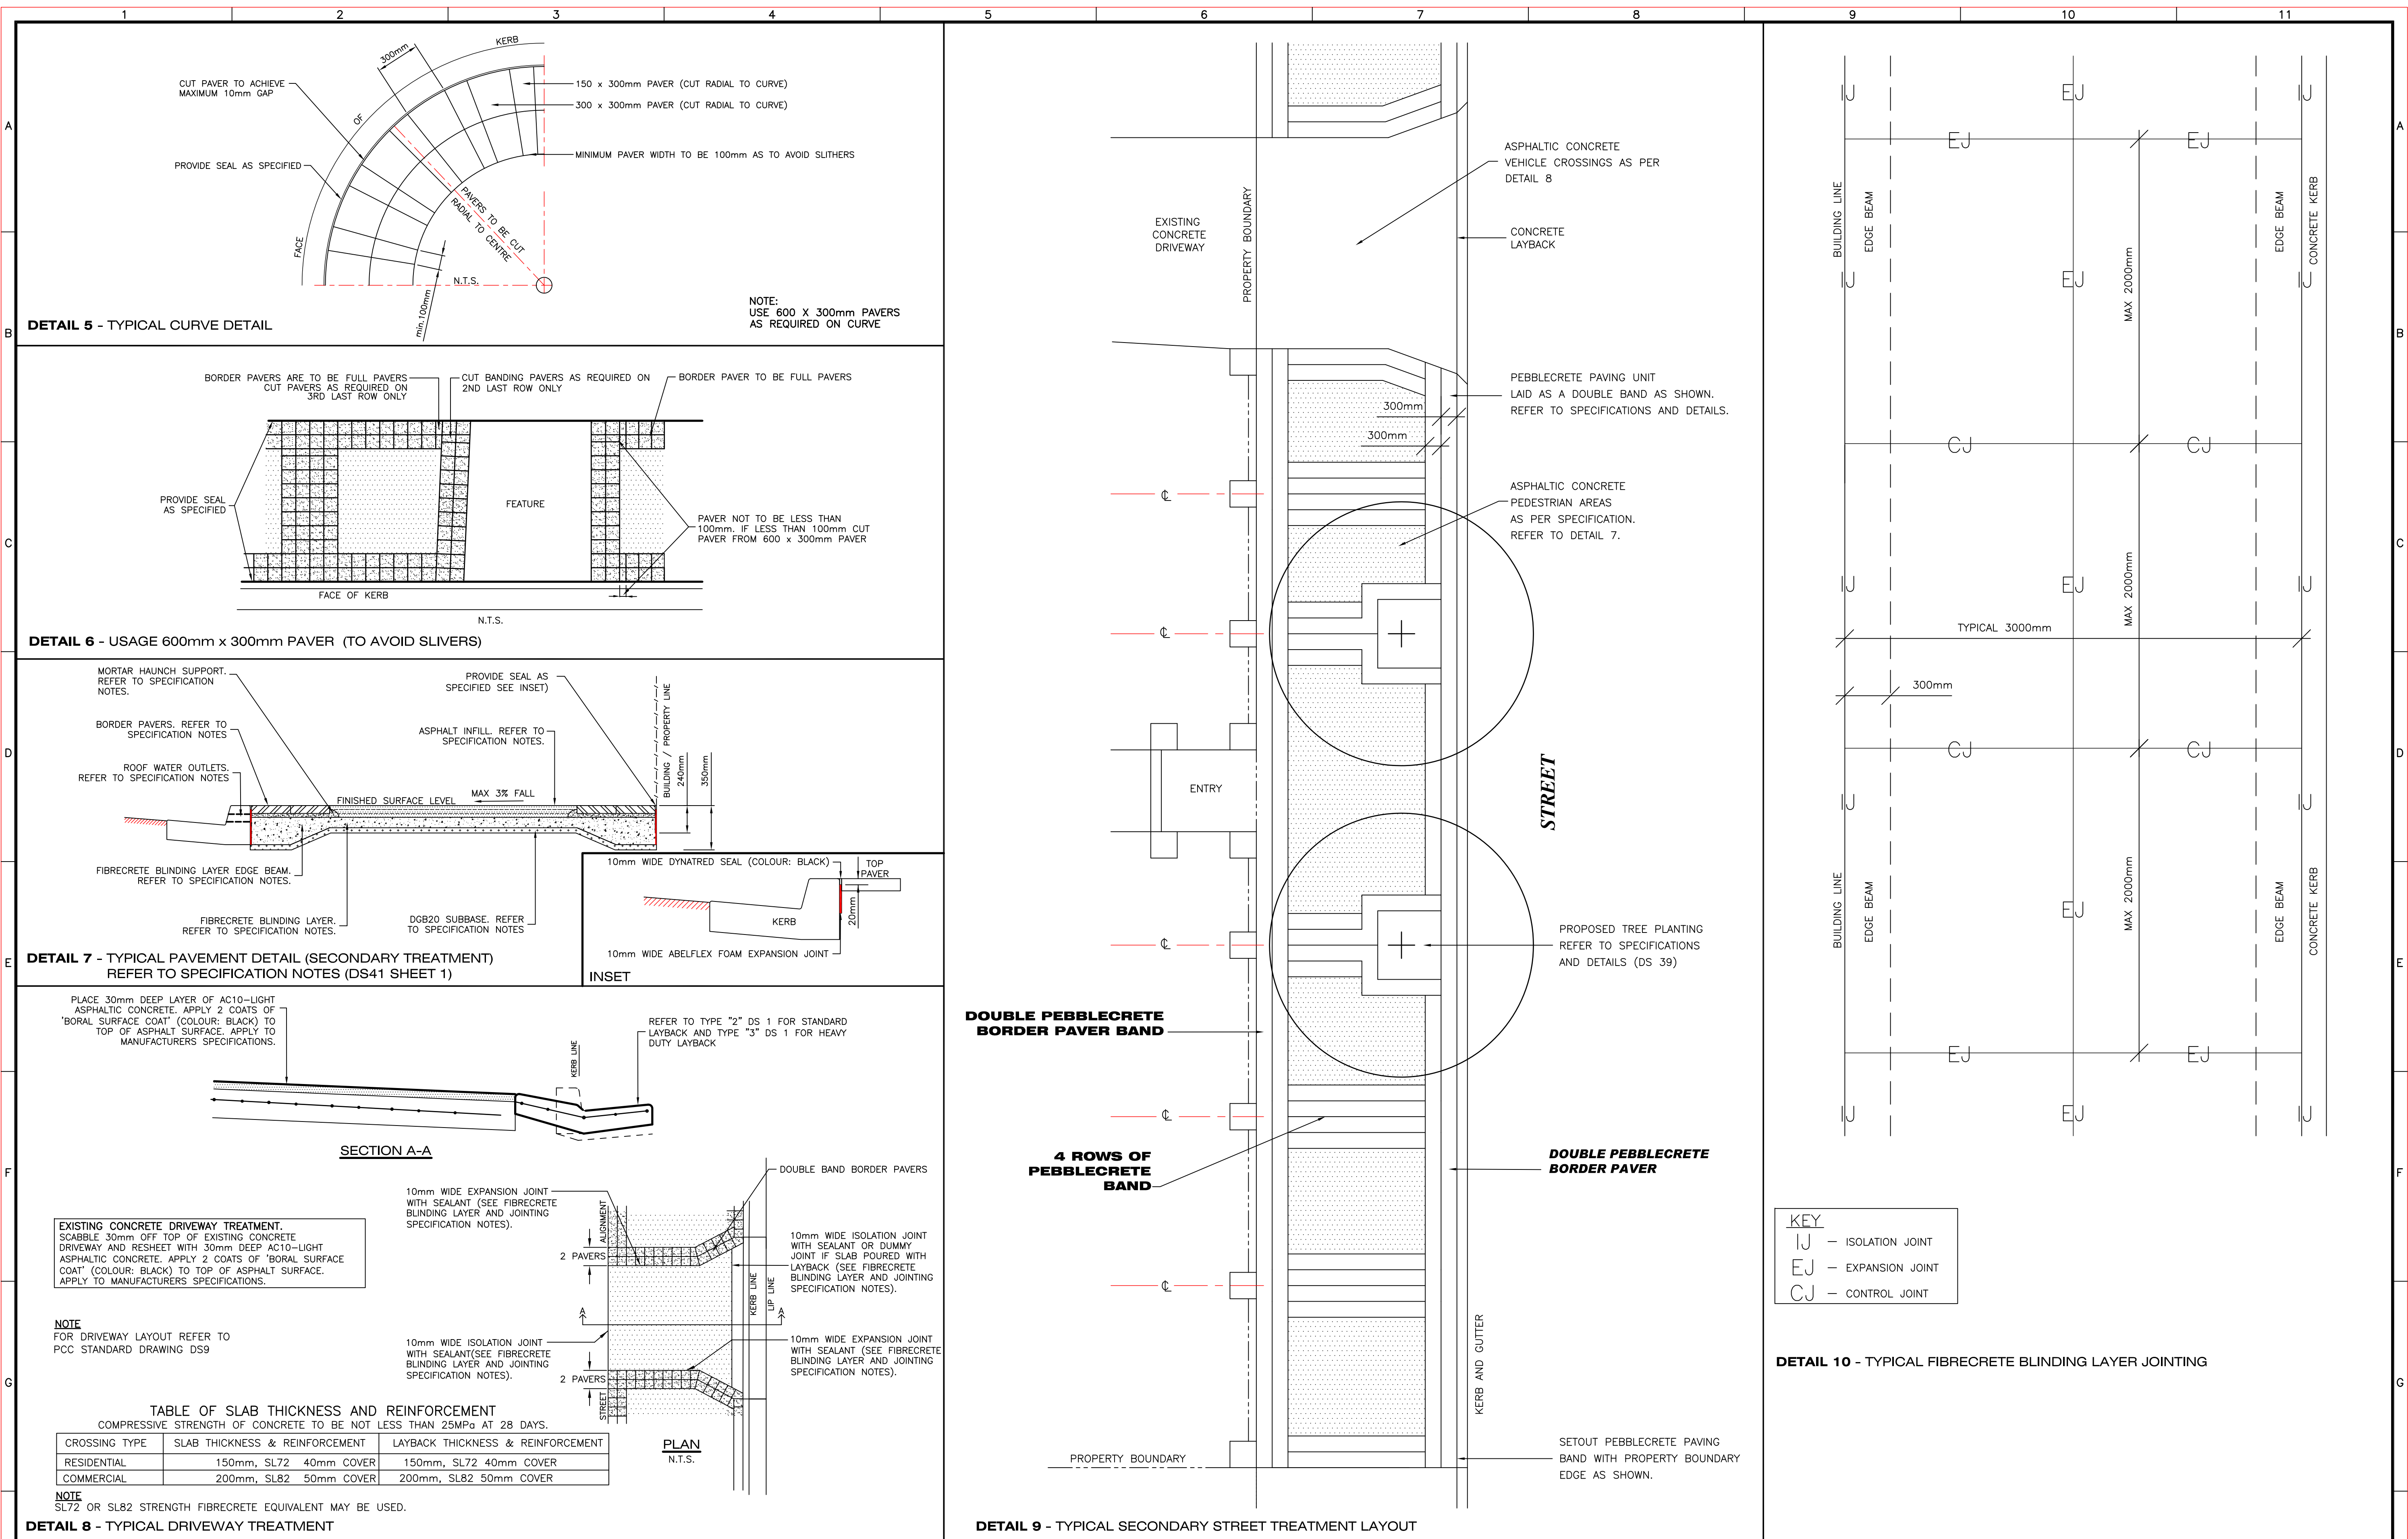 1 2 3 4 5 6 7 8 9 10 11
A
B
C
D
E
F
G
KERB
OF
FACE
300mm
CUT PAVER TO ACHIEVE
MAXIMUM 10mm GAP
PROVIDE SEAL AS SPECIFIED
150 x 300mm PAVER (CUT RADIAL TO CURVE)
300 x 300mm PAVER (CUT RADIAL TO CURVE)
MINIMUM PAVER WIDTH TO BE 100mm AS TO AVOID SLITHERS
PAVERS TO BE CUT
RADIAL TO CENTRE
N.T.S.
min.100mm
NOTE:
USE 600 X 300mm PAVERS
AS REQUIRED ON CURVE
DETAIL 5 - TYPICAL CURVE DETAIL
BORDER PAVERS ARE TO BE FULL PAVERS
CUT PAVERS AS REQUIRED ON
3RD LAST ROW ONLY
CUT BANDING PAVERS AS REQUIRED ON
2ND LAST ROW ONLY
BORDER PAVER TO BE FULL PAVERS
PROVIDE SEAL
AS SPECIFIED
FEATURE
PAVER NOT TO BE LESS THAN
100mm. IF LESS THAN 100mm CUT
PAVER FROM 600 x 300mm PAVER
FACE OF KERB
N.T.S.
DETAIL 6 - USAGE 600mm x 300mm PAVER (TO AVOID SLIVERS)
MORTAR HAUNCH SUPPORT.
REFER TO SPECIFICATION
NOTES.
BORDER PAVERS. REFER TO
SPECIFICATION NOTES
ROOF WATER OUTLETS.
REFER TO SPECIFICATION NOTES
PROVIDE SEAL AS
SPECIFIED SEE INSET)
ASPHALT INFILL. REFER TO
SPECIFICATION NOTES.
BUILDING / PROPERTY LINE
240mm
350mm
FINISHED SURFACE LEVEL
MAX 3% FALL
FIBRECRETE BLINDING LAYER EDGE BEAM.
REFER TO SPECIFICATION NOTES.
FIBRECRETE BLINDING LAYER.
REFER TO SPECIFICATION NOTES.
DGB20 SUBBASE. REFER
TO SPECIFICATION NOTES
10mm WIDE DYNATRED SEAL (COLOUR: BLACK)
TOP
PAVER
KERB
20mm
10mm WIDE ABELFLEX FOAM EXPANSION JOINT
INSET
DETAIL 7 - TYPICAL PAVEMENT DETAIL (SECONDARY TREATMENT)
REFER TO SPECIFICATION NOTES (DS41 SHEET 1)
PLACE 30mm DEEP LAYER OF AC10-LIGHT
ASPHALTIC CONCRETE. APPLY 2 COATS OF
'BORAL SURFACE COAT' (COLOUR: BLACK) TO
TOP OF ASPHALT SURFACE. APPLY TO
MANUFACTURERS SPECIFICATIONS.
KERB LINE
REFER TO TYPE "2" DS 1 FOR STANDARD
LAYBACK AND TYPE "3" DS 1 FOR HEAVY
DUTY LAYBACK
SECTION A-A
DOUBLE BAND BORDER PAVERS
10mm WIDE EXPANSION JOINT
WITH SEALANT (SEE FIBRECRETE
BLINDING LAYER AND JOINTING
SPECIFICATION NOTES).
ALIGNMENT
2 PAVERS
10mm WIDE ISOLATION JOINT
WITH SEALANT OR DUMMY
JOINT IF SLAB POURED WITH
LAYBACK (SEE FIBRECRETE
BLINDING LAYER AND JOINTING
SPECIFICATION NOTES).
KERB LINE
LIP LINE
A A
EXISTING CONCRETE DRIVEWAY TREATMENT.
SCABBLE 30mm OFF TOP OF EXISTING CONCRETE
DRIVEWAY AND RESHEET WITH 30mm DEEP AC10-LIGHT
ASPHALTIC CONCRETE. APPLY 2 COATS OF 'BORAL SURFACE
COAT' (COLOUR: BLACK) TO TOP OF ASPHALT SURFACE.
APPLY TO MANUFACTURERS SPECIFICATIONS.
NOTE
FOR DRIVEWAY LAYOUT REFER TO
PCC STANDARD DRAWING DS9
10mm WIDE ISOLATION JOINT
WITH SEALANT(SEE FIBRECRETE
BLINDING LAYER AND JOINTING
SPECIFICATION NOTES).
10mm WIDE EXPANSION JOINT
WITH SEALANT (SEE FIBRECRETE
BLINDING LAYER AND JOINTING
SPECIFICATION NOTES).
2 PAVERS
STREET
PLAN
N.T.S.
TABLE OF SLAB THICKNESS AND REINFORCEMENT
COMPRESSIVE STRENGTH OF CONCRETE TO BE NOT LESS THAN 25MPa AT 28 DAYS.
CROSSING TYPE SLAB THICKNESS & REINFORCEMENT LAYBACK THICKNESS & REINFORCEMENT
RESIDENTIAL 150mm, SL72 40mm COVER 150mm, SL72 40mm COVER
COMMERCIAL 200mm, SL82 50mm COVER 200mm, SL82 50mm COVER
NOTE
SL72 OR SL82 STRENGTH FIBRECRETE EQUIVALENT MAY BE USED.
DETAIL 8 - TYPICAL DRIVEWAY TREATMENT
ASPHALTIC CONCRETE
VEHICLE CROSSINGS AS PER
DETAIL 8
PROPERTY BOUNDARY
EXISTING
CONCRETE
DRIVEWAY
CONCRETE
LAYBACK
PEBBLECRETE PAVING UNIT
LAID AS A DOUBLE BAND AS SHOWN.
REFER TO SPECIFICATIONS AND DETAILS.
300mm
300mm
ASPHALTIC CONCRETE
PEDESTRIAN AREAS
AS PER SPECIFICATION.
REFER TO DETAIL 7.
℄
℄
ENTRY
STREET
℄
PROPOSED TREE PLANTING
REFER TO SPECIFICATIONS
AND DETAILS (DS 39)
DOUBLE PEBBLECRETE
BORDER PAVER BAND
℄
4 ROWS OF
PEBBLECRETE
BAND
DOUBLE PEBBLECRETE
BORDER PAVER
℄
KERB AND GUTTER
PROPERTY BOUNDARY
SETOUT PEBBLECRETE PAVING
BAND WITH PROPERTY BOUNDARY
EDGE AS SHOWN.
DETAIL 9 - TYPICAL SECONDARY STREET TREATMENT LAYOUT
IJ EJ IJ
EJ EJ
BUILDING LINE
EDGE BEAM
EDGE BEAM
CONCRETE KERB
MAX 2000mm
IJ EJ IJ
CJ CJ
MAX 2000mm
IJ EJ IJ
TYPICAL 3000mm
300mm
CJ CJ
IJ IJ
BUILDING LINE
EDGE BEAM
MAX 2000mm
EDGE BEAM
CONCRETE KERB
EJ
EJ EJ
IJ EJ IJ
KEY
IJ – ISOLATION JOINT
EJ – EXPANSION JOINT
CJ – CONTROL JOINT
DETAIL 10 - TYPICAL FIBRECRETE BLINDING LAYER JOINTING
A
B
C
D
E
F
G